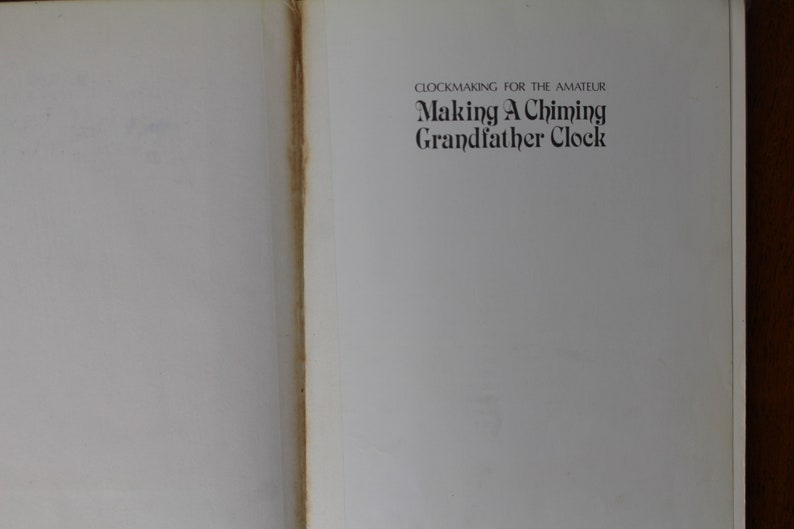 CLOCKMAKING FOR THE AMATEUR
Making A Chiming
Grandfather Clock